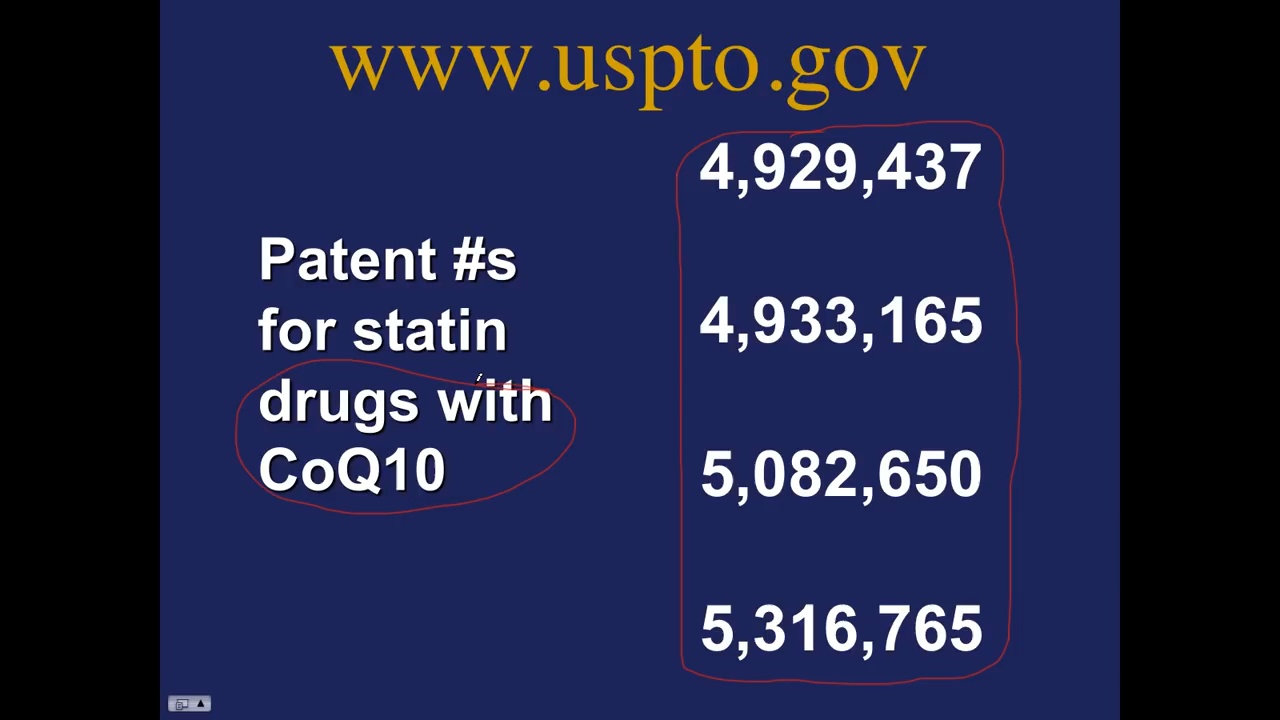 www.uspto.gov
Patent #s
for statin
drugs with
CoQ10
4,929,437
4,933,165
5,082,650
5,316,765